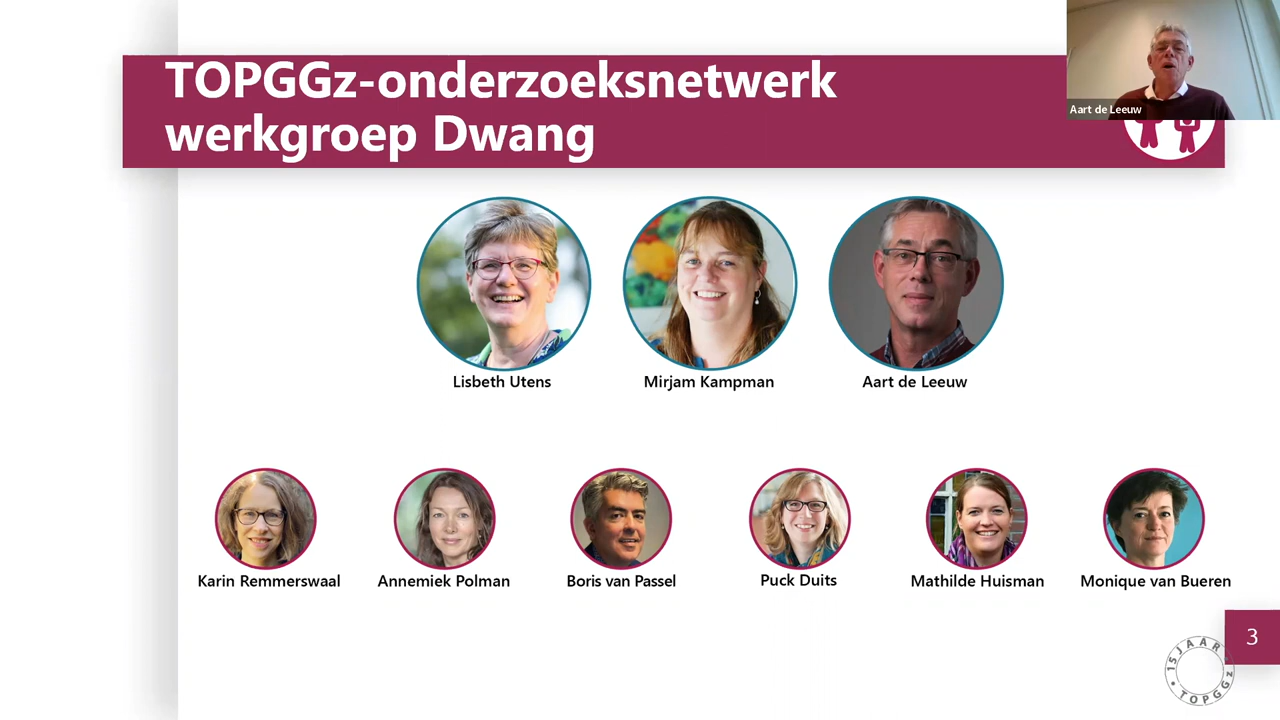 TOPGGz-onderzoeksnetwerk
werkgroep Dwang
Aart de Leeuw
Lisbeth Utens
Mirjam Kampman
Aart de Leeuw
Karin Remmerswaal
Annemiek Polman
Boris van Passel
Puck Duits
Mathilde Huisman
Monique van Bueren
3
15 JAAR
TOPGGz